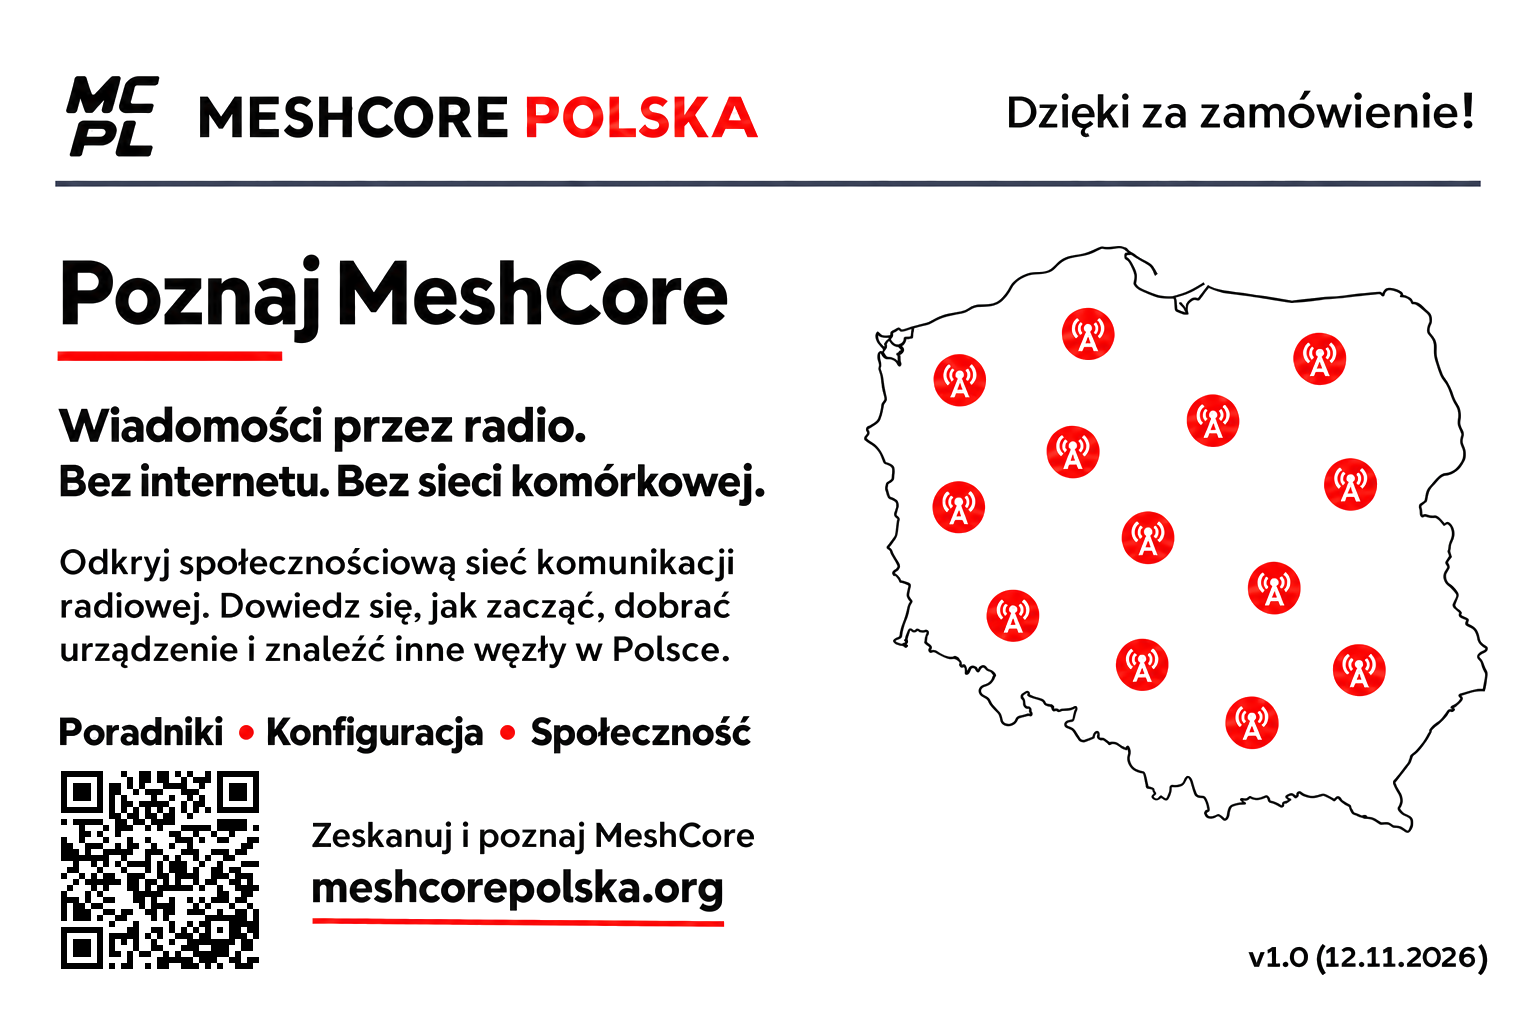 MC
PL
MESHCORE POLSKA
Dzięki za zamówienie!
Poznaj MeshCore
Wiadomości przez radio.
Bez internetu. Bez sieci komórkowej.
Odkryj społecznościową sieć komunikacji
radiowej. Dowiedz się, jak zacząć, dobrać
urządzenie i znaleźć inne węzły w Polsce.
Poradniki • Konfiguracja • Społeczność
Zeskanuj i poznaj MeshCore
meshcorepolska.org
v1.0 (12.11.2026)